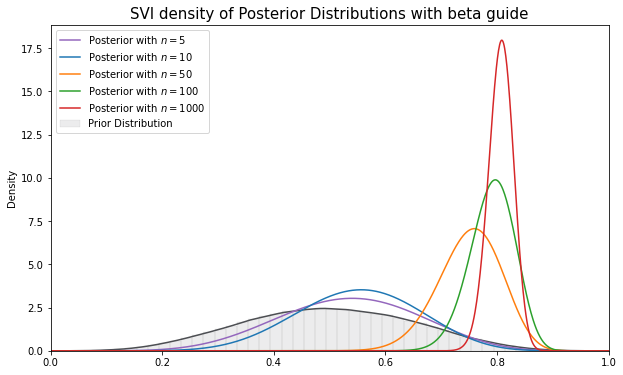 SVI density of Posterior Distributions with beta guide
Posterior with n = 5
Posterior with n = 10
Posterior with n = 50
Posterior with n = 100
Posterior with n = 1000
Prior Distribution
Density
17.5
15.0
12.5
10.0
7.5
5.0
2.5
0.0
0.0 0.2 0.4 0.6 0.8 1.0